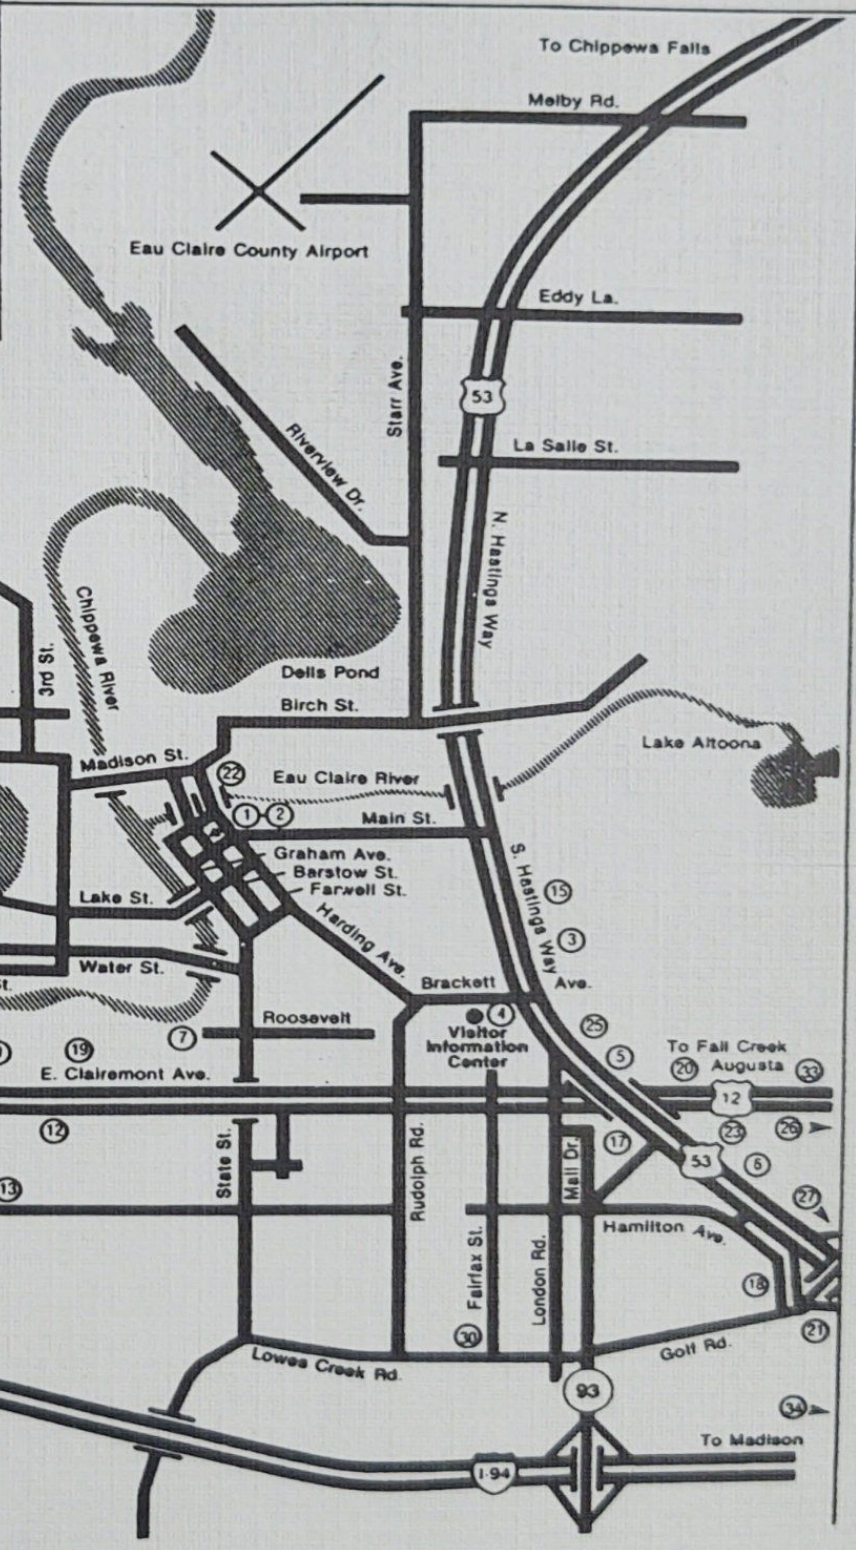 To Chippewa Falls
Melby Rd.
Eau Claire County Airport
Eddy La.
Starr Ave.
53
Riverview Dr.
La Salle St.
N. Hastings Way
Chippewa River
3rd St.
Dells Pond
Birch St.
Lake Altoona
Madison St.
22
Eau Claire River
1 - 2
Main St.
Graham Ave.
Barstow St.
Farwell St.
S. Hastings Way
15
Lake St.
Harding Ave.
3
Water St.
St.
Brackett Ave.
4
Roosevelt
Visitor
Information
Center
25
7
19
5
To Fall Creek
20 Augusta 33
E. Clairemont Ave.
12
12
23
26
17
State St.
Rudolph Rd.
Mall Dr.
53
6
13
27
Fairfax St.
London Rd.
Hamilton Ave.
18
30
21
Lowes Creek Rd.
Golf Rd.
93
34
To Madison
I-94